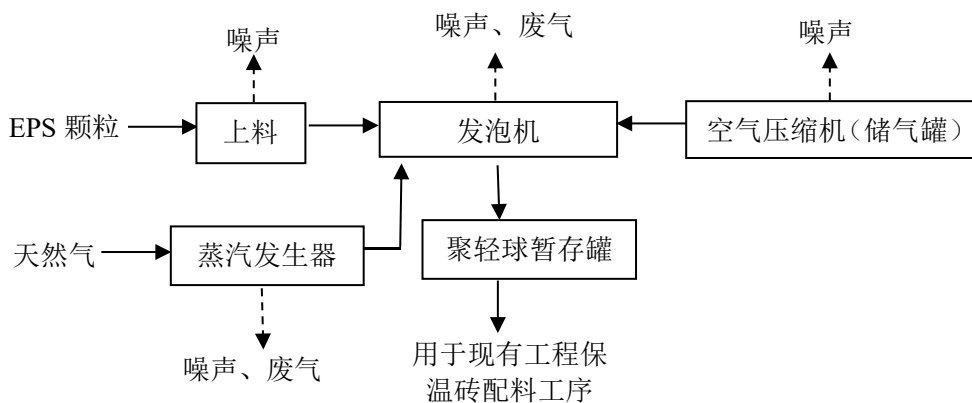 噪声
噪声、废气
噪声
EPS 颗粒
上料
发泡机
空气压缩机（储气罐）
天然气
蒸汽发生器
聚轻球暂存罐
噪声、废气
用于现有工程保
温砖配料工序